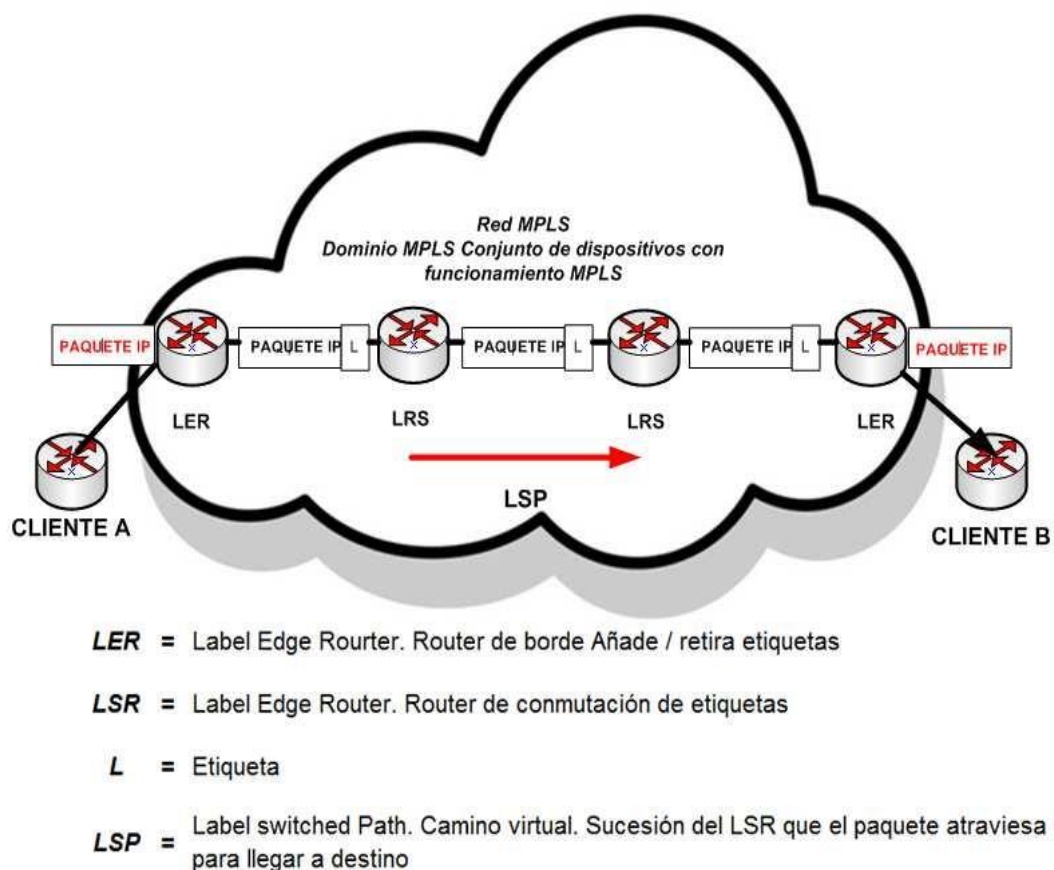 Red MPLS
Dominio MPLS Conjunto de dispositivos con
funcionamiento MPLS
PAQUETE IP
PAQUETE IP L
PAQUETE IP L
PAQUETE IP L
PAQUETE IP
LER
LRS
LRS
LER
LSP
CLIENTE A
CLIENTE B
LER = Label Edge Rourter. Router de borde Añade / retira etiquetas
LSR = Label Edge Router. Router de conmutación de etiquetas
L = Etiqueta
LSP = Label switched Path. Camino virtual. Sucesión del LSR que el paquete atraviesa
para llegar a destino